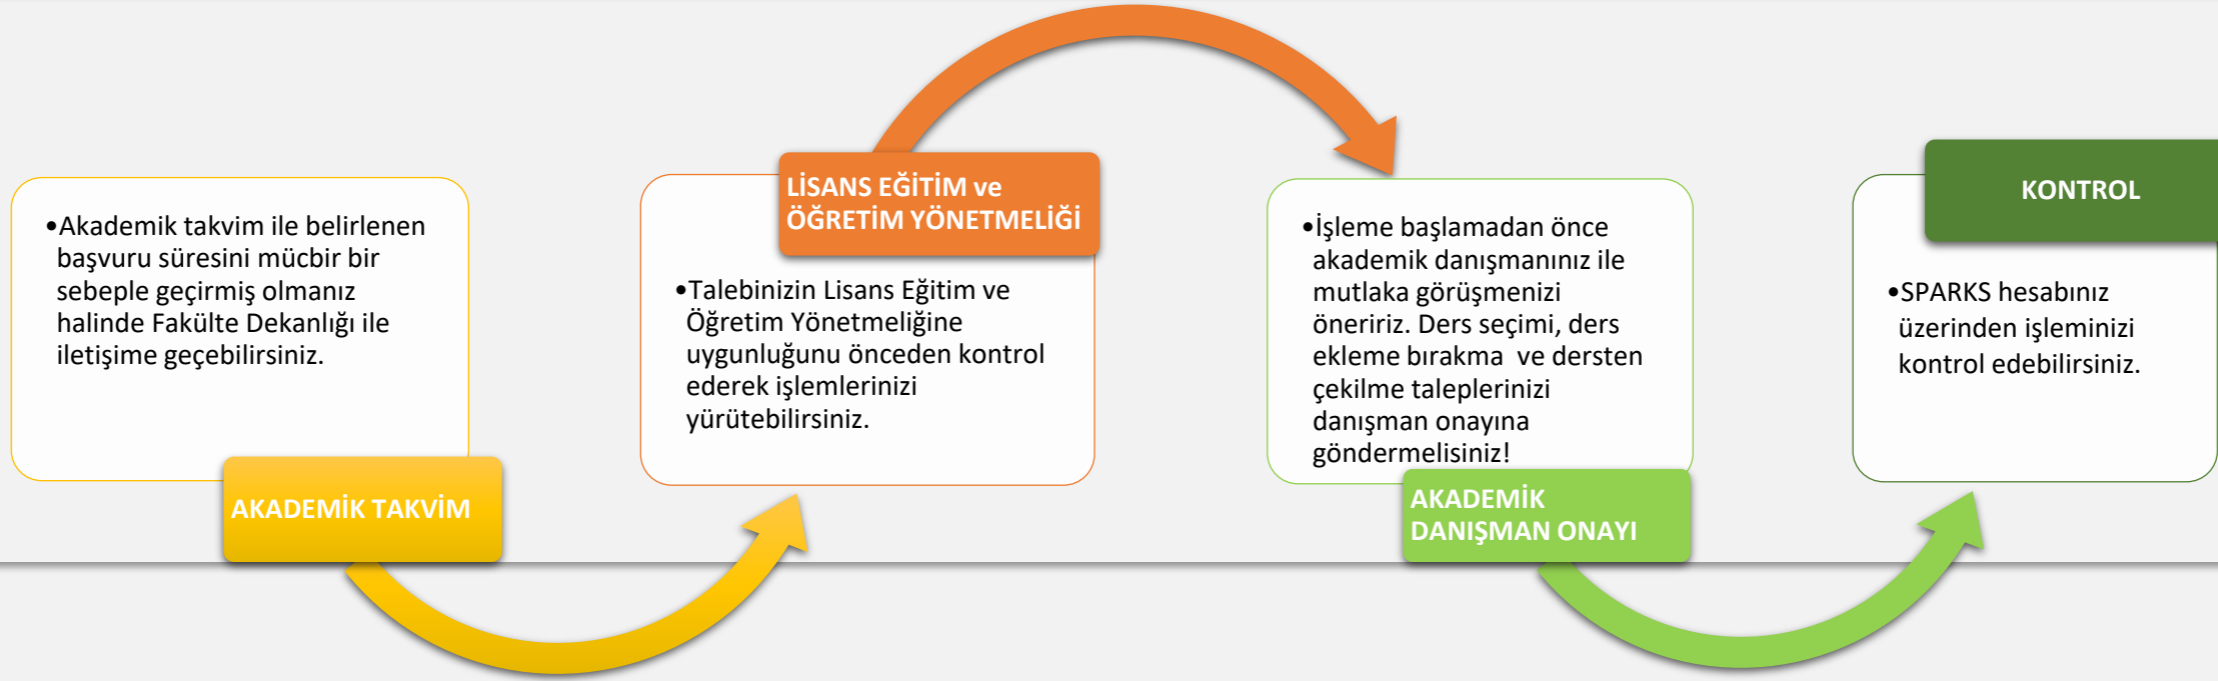 •Akademik takvim ile belirlenen
başvuru süresini mücbir bir
sebeple geçirmiş olmanız
halinde Fakülte Dekanlığı ile
iletişime geçebilirsiniz.
AKADEMİK TAKVİM
LİSANS EĞİTİM ve
ÖĞRETİM YÖNETMELİĞİ
•Talebinizin Lisans Eğitim ve
Öğretim Yönetmeliğine
uygunluğunu önceden kontrol
ederek işlemlerinizi
yürütebilirsiniz.
•İşleme başlamadan önce
akademik danışmanınız ile
mutlaka görüşmenizi
öneririz. Ders seçimi, ders
ekleme bırakma ve dersten
çekilme taleplerinizi
danışman onayına
göndermelisiniz!
AKADEMİK
DANIŞMAN ONAYI
KONTROL
•SPARKS hesabınız
üzerinden işleminizi
kontrol edebilirsiniz.